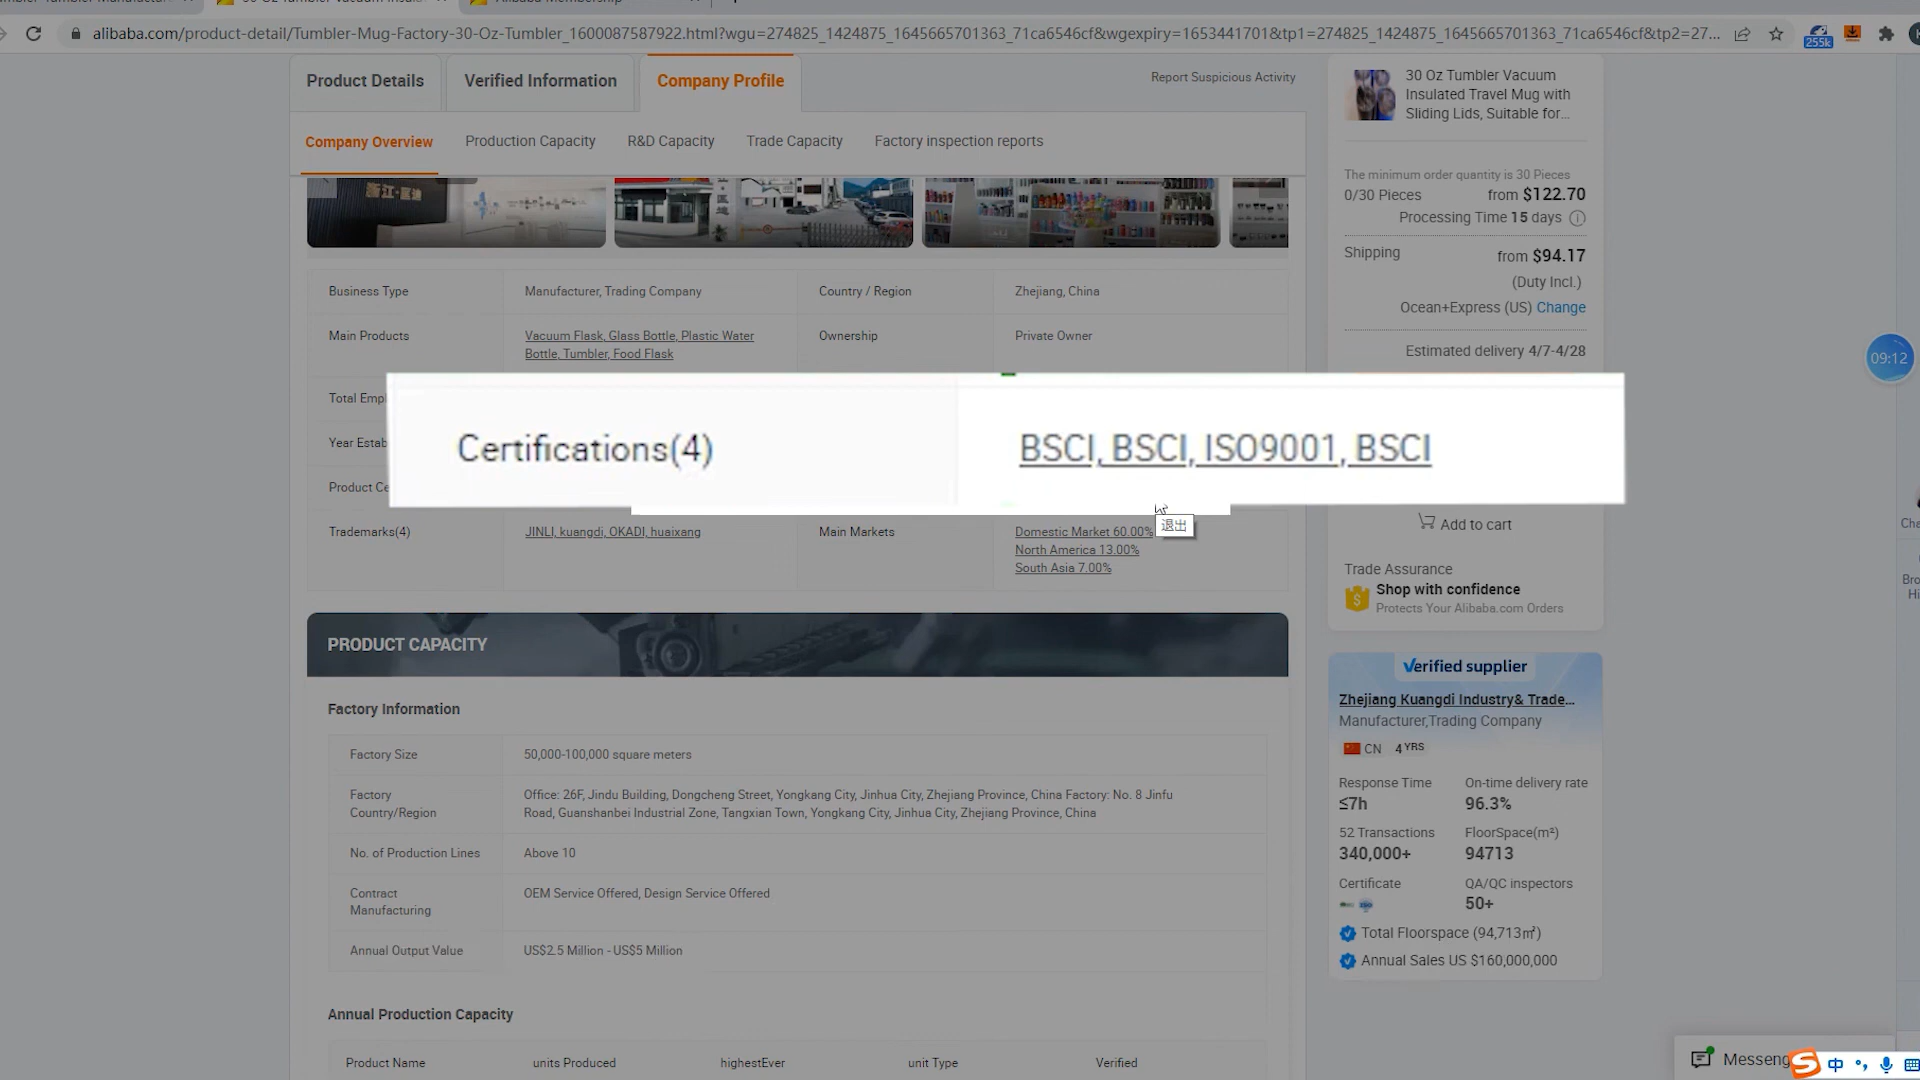 alibaba.com/product-detail/Tumbler-Mug-Factory-30-Oz-Tumbler_1600087587922.html?wgu=274825_1424875_1645665701363_71ca6546cf&wgexpiry=1653441701&tp1=274825_1424875_1645665701363_71ca6546cf&tp2=27...
255k
Product Details
Verified Information
Company Profile
Report Suspicious Activity
Company Overview
Production Capacity
R&D Capacity
Trade Capacity
Factory inspection reports
Business Type
Manufacturer, Trading Company
Country / Region
Zhejiang, China
Main Products
Vacuum Flask, Glass Bottle, Plastic Water
Bottle, Tumbler, Food Flask
Ownership
Private Owner
Total Emp
Year Estab
Product Ce
Certifications(4)
BSCI, BSCI, ISO9001, BSCI
退出
Trademarks(4)
JINLI, kuangdi, OKADI, huaixang
Main Markets
Domestic Market 60.00%
North America 13.00%
South Asia 7.00%
PRODUCT CAPACITY
Factory Information
Factory Size
50,000-100,000 square meters
Factory
Country/Region
Office: 26F, Jindu Building, Dongcheng Street, Yongkang City, Jinhua City, Zhejiang Province, China Factory: No. 8 Jinfu
Road, Guanshanbei Industrial Zone, Tangxian Town, Yongkang City, Jinhua City, Zhejiang Province, China
No. of Production Lines
Above 10
Contract
Manufacturing
OEM Service Offered, Design Service Offered
Annual Output Value
US$2.5 Million - US$5 Million
Annual Production Capacity
Product Name
units Produced
highestEver
unit Type
Verified
30 Oz Tumbler Vacuum
Insulated Travel Mug with
Sliding Lids, Suitable for...
The minimum order quantity is 30 Pieces
0/30 Pieces
from $122.70
Processing Time 15 days
Shipping
from $94.17
(Duty Incl.)
Ocean+Express (US) Change
Estimated delivery 4/7-4/28
Add to cart
Trade Assurance
Shop with confidence
Protects Your Alibaba.com Orders
Verified supplier
Zhejiang Kuangdi Industry& Trade...
Manufacturer,Trading Company
CN 4 YRS
Response Time
≤7h
On-time delivery rate
96.3%
52 Transactions
340,000+
FloorSpace(m²)
94713
Certificate
QA/QC inspectors
50+
Total Floorspace (94,713㎡)
Annual Sales US $160,000,000
09:12
Messeng
中